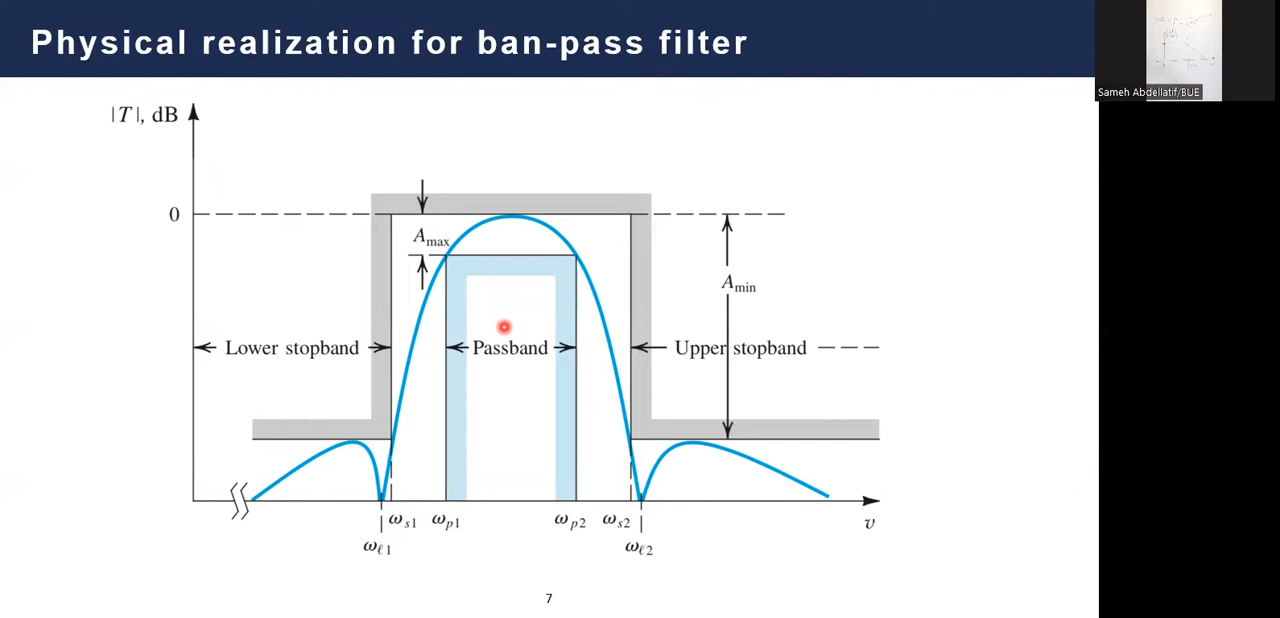 Physical realization for ban-pass filter
Sameh Abdellatif/BUE
|T|, dB
0
Amax
Amin
Lower stopband
Passband
Upper stopband
ωs1
ωp1
ωp2
ωs2
υ
ωℓ1
ωℓ2
7